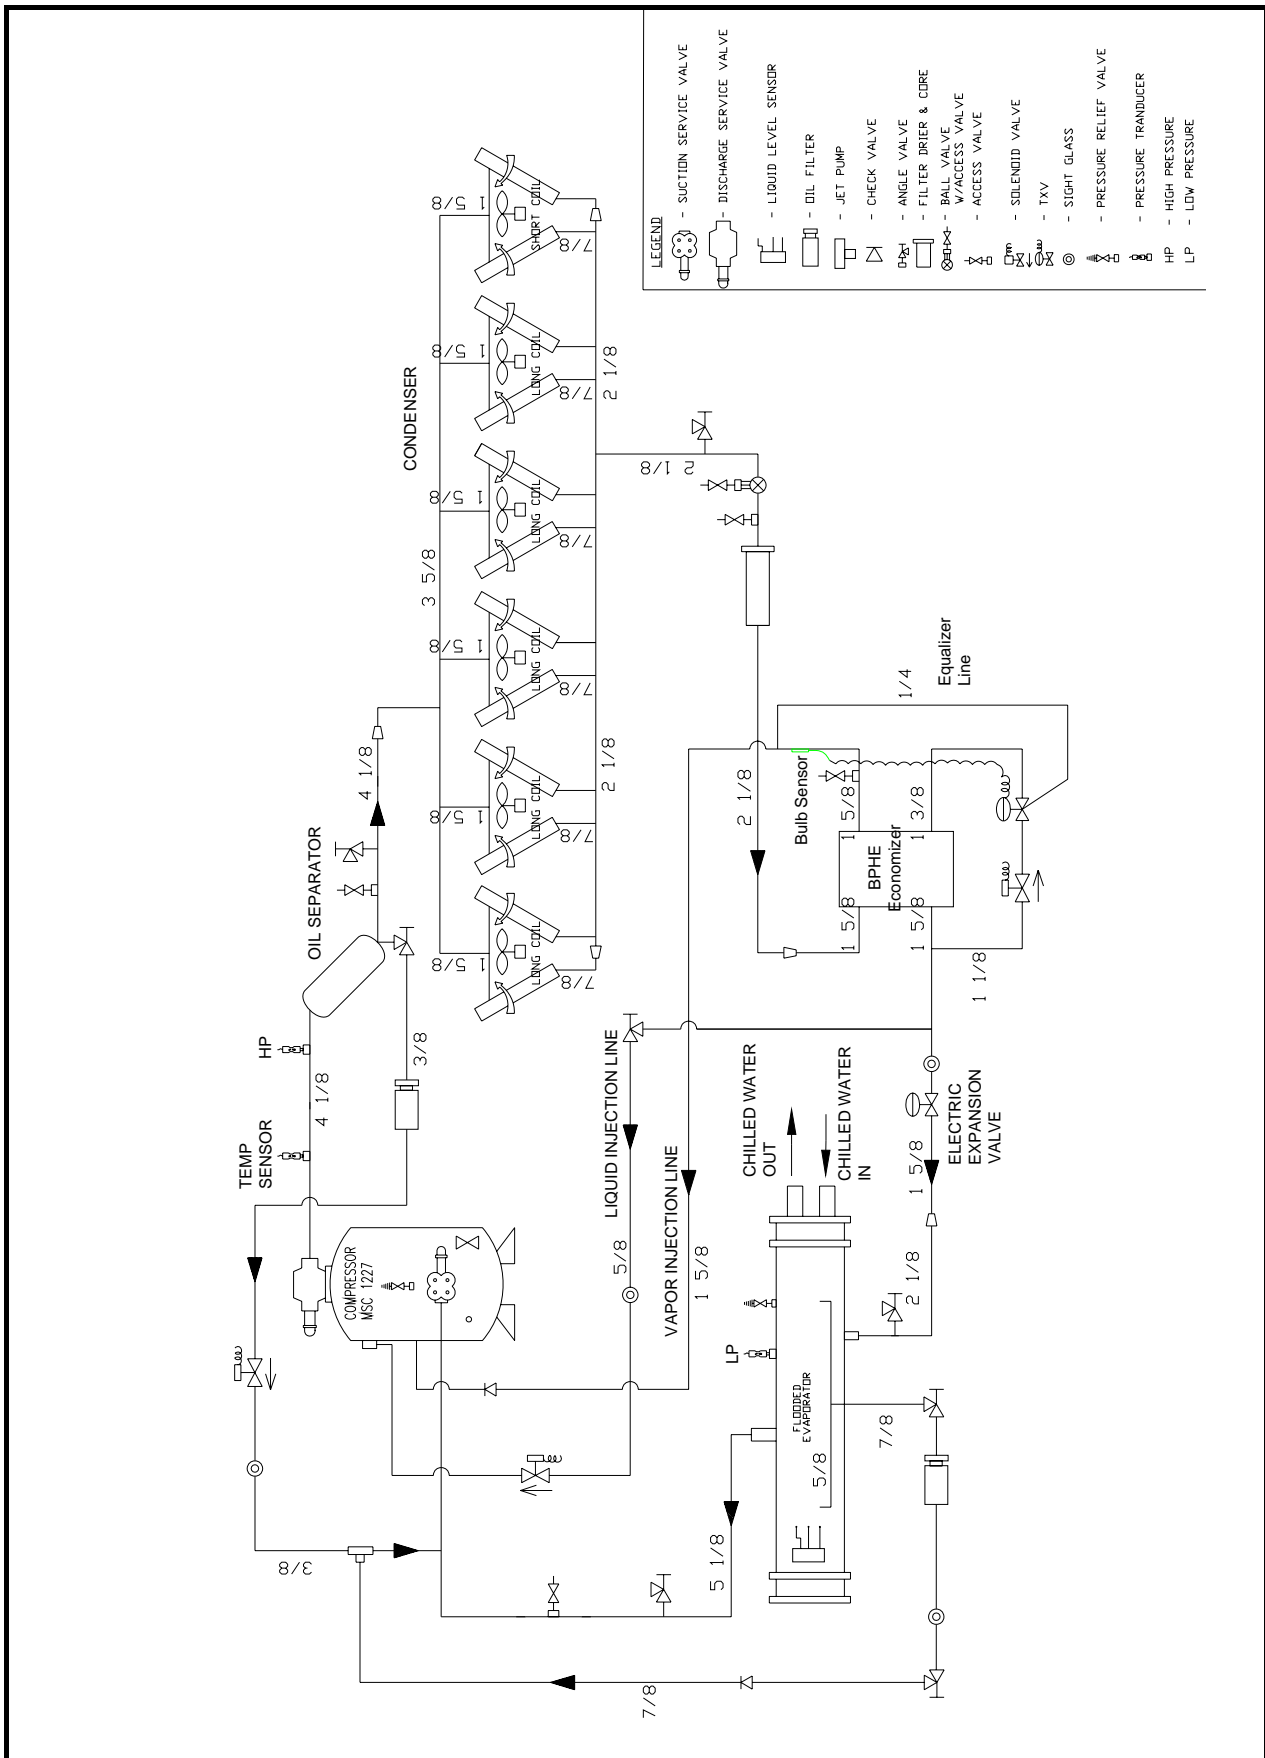 LEGEND
- SUCTION SERVICE VALVE
- DISCHARGE SERVICE VALVE
- LIQUID LEVEL SENSOR
- OIL FILTER
- JET PUMP
- CHECK VALVE
- ANGLE VALVE
- FILTER DRIER & CORE
- BALL VALVE
W/ACCESS VALVE
- ACCESS VALVE
- SOLENOID VALVE
- TXV
- SIGHT GLASS
- PRESSURE RELIEF VALVE
- PRESSURE TRANDUCER
HP - HIGH PRESSURE
LP - LOW PRESSURE
TEMP
SENSOR
4 1/8
HP
OIL SEPARATOR
4 1/8
3/8
CONDENSER
3 5/8
1 5/8
1 5/8
1 5/8
1 5/8
1 5/8
1 5/8
LONG COIL
LONG COIL
LONG COIL
LONG COIL
LONG COIL
SHORT COIL
7/8
7/8
7/8
7/8
7/8
7/8
2 1/8
2 1/8
2 1/8
COMPRESSOR
MSC 1227
3/8
LIQUID INJECTION LINE
5/8
VAPOR INJECTION LINE
1 5/8
2 1/8
Bulb Sensor
1/4
Equalizer
Line
1 5/8
1 5/8
BPHE
Economizer
1 5/8
1 3/8
1 1/8
CHILLED WATER
OUT
CHILLED WATER
IN
LP
FLOODED
EVAPORATOR
5/8
5 1/8
7/8
2 1/8
1 5/8
ELECTRIC
EXPANSION
VALVE
7/8